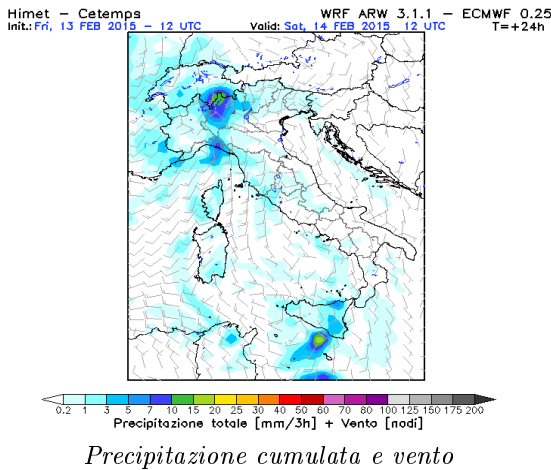 Himet - Cetemps WRF ARW 3.1.1 - ECMWF 0.25
Init.: Fri, 13 FEB 2015 - 12 UTC Valid: Sat, 14 FEB 2015 12 UTC T=+24h
0.2 1 3 5 7 10 15 20 25 30 40 50 60 70 80 100 125 150 175 200
Precipitazione totale [mm/3h] + Vento [nodi]
Precipitazione cumulata e vento